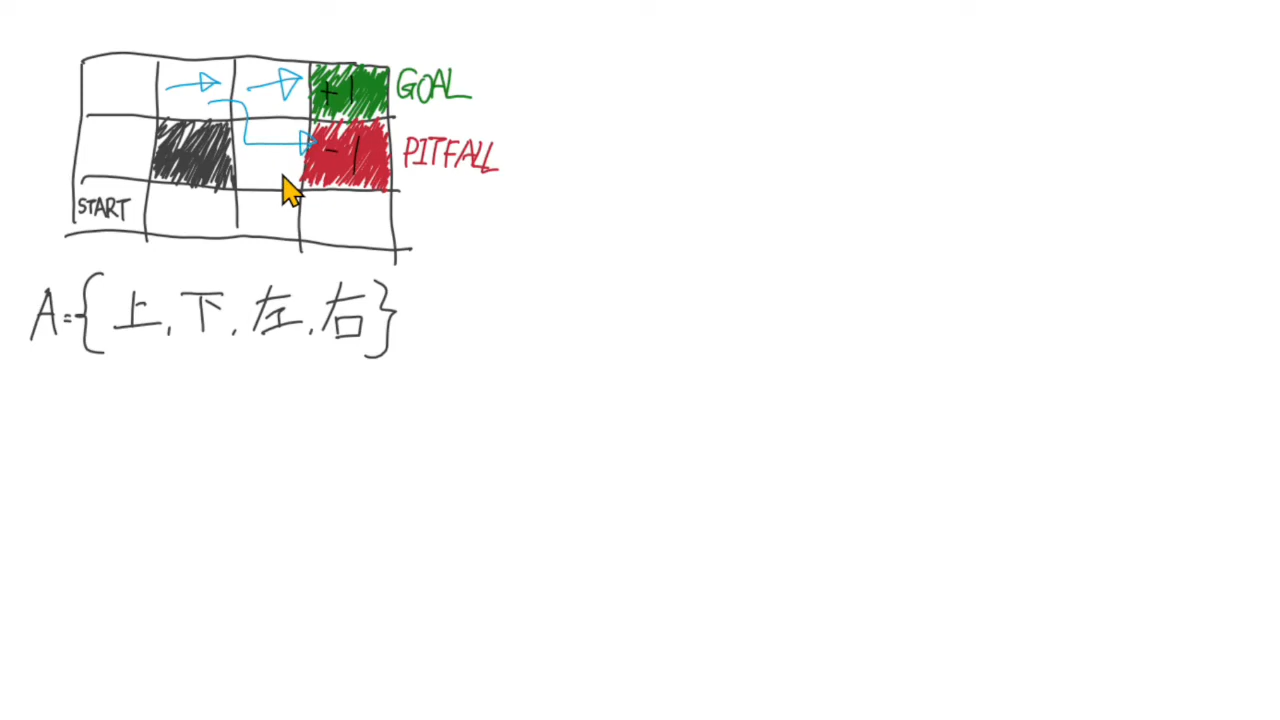 +1 GOAL
-1 PITFALL
START
A={上,下,左,右}